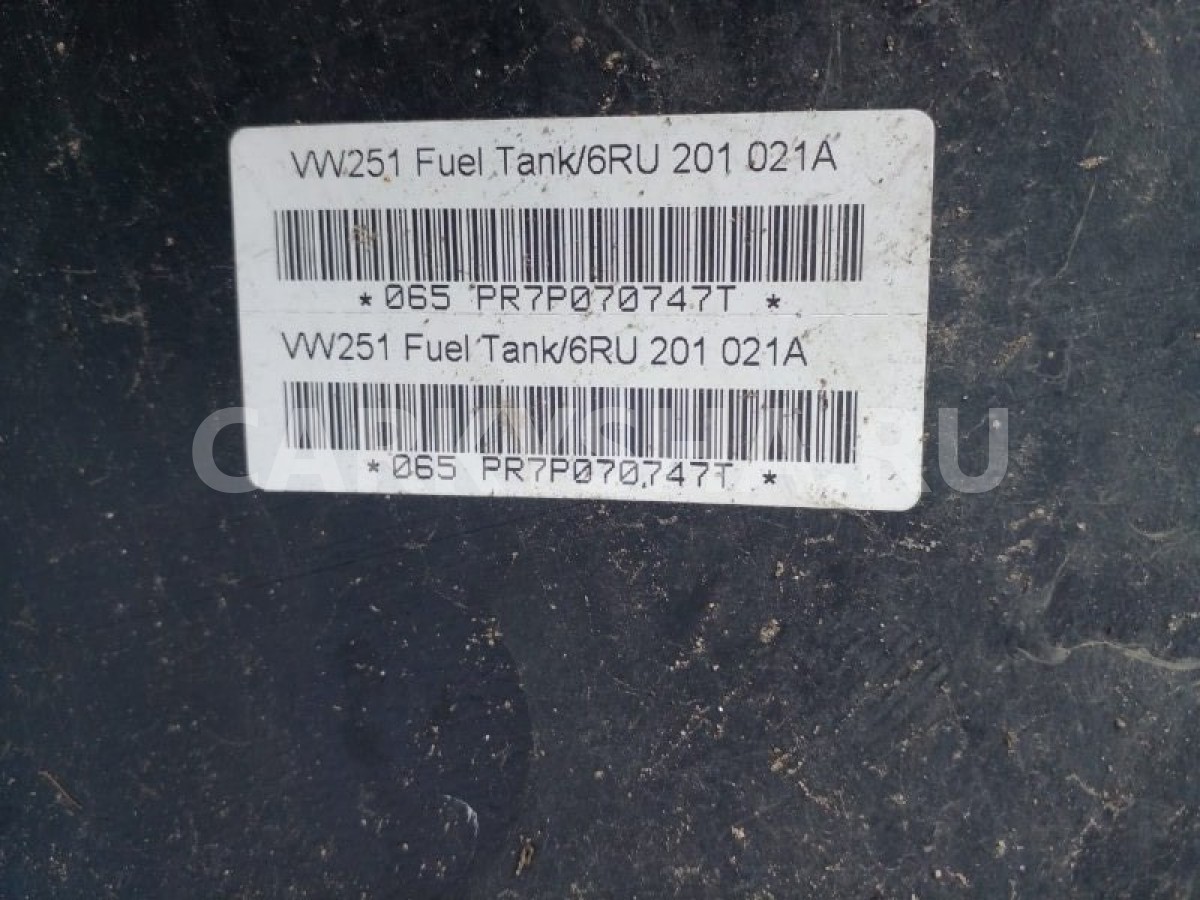 VW251 Fuel Tank/6RU 201 021A
*065 PR7P070747T *
VW251 Fuel Tank/6RU 201 021A
*065 PR7P070747T *